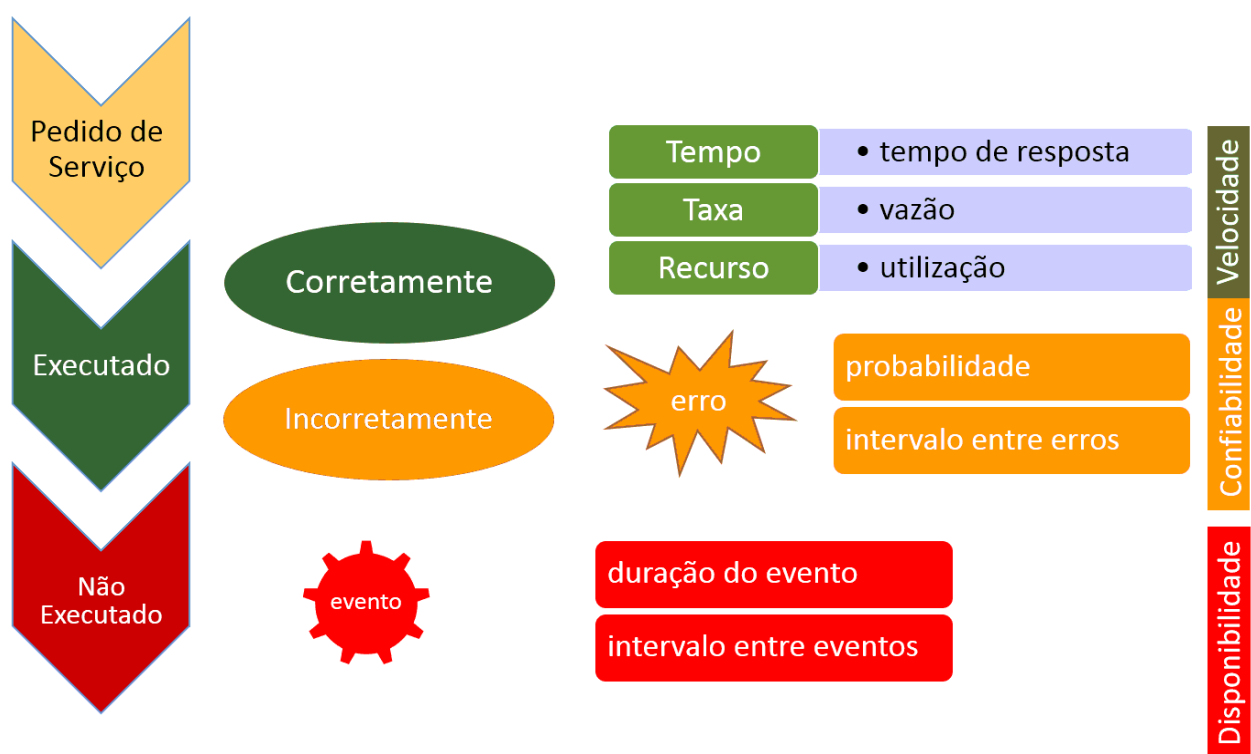 Pedido de
Serviço
Tempo
• tempo de resposta
Taxa
• vazão
Recurso
• utilização
Velocidade
Corretamente
Executado
Incorretamente
erro
probabilidade
intervalo entre erros
Confiabilidade
Não
Executado
evento
duração do evento
intervalo entre eventos
Disponibilidade